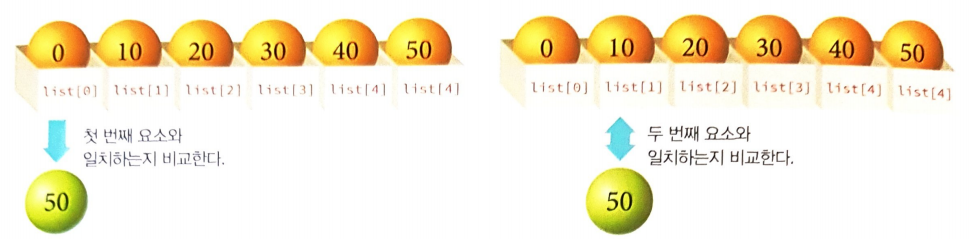 0 10 20 30 40 50
list[0] list[1] list[2] list[3] list[4] list[4]
첫 번째 요소와
일치하는지 비교한다.
50
0 10 20 30 40 50
list[0] list[1] list[2] list[3] list[4] list[4]
두 번째 요소와
일치하는지 비교한다.
50